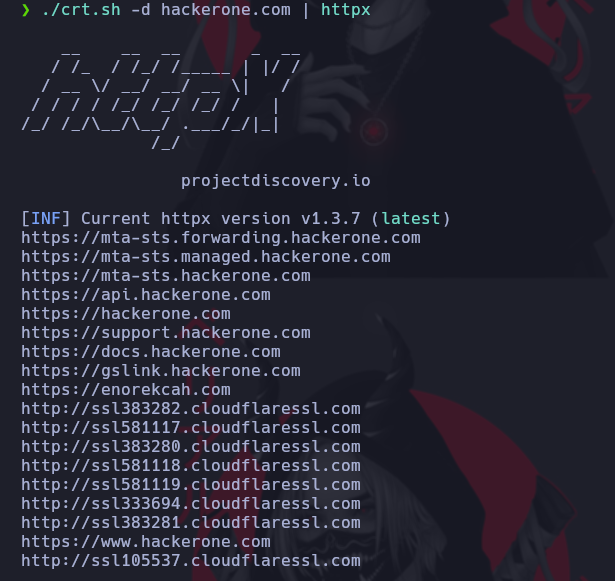 ❯ ./crt.sh -d hackerone.com | httpx
    __    __  __       _  __
   / /_  / /_/ /_____ | |/ /
  / __ \/ __/ __/ __ \|   /
 / / / / /_/ /_/ /_/ /   |
/_/ /_/\__/\__/ .___/_/|_|
             /_/
projectdiscovery.io
[INF] Current httpx version v1.3.7 (latest)
https://mta-sts.forwarding.hackerone.com
https://mta-sts.managed.hackerone.com
https://mta-sts.hackerone.com
https://api.hackerone.com
https://hackerone.com
https://support.hackerone.com
https://docs.hackerone.com
https://gslink.hackerone.com
https://enorekcah.com
http://ssl383282.cloudflaressl.com
http://ssl581117.cloudflaressl.com
http://ssl383280.cloudflaressl.com
http://ssl581118.cloudflaressl.com
http://ssl581119.cloudflaressl.com
http://ssl333694.cloudflaressl.com
http://ssl383281.cloudflaressl.com
https://www.hackerone.com
http://ssl105537.cloudflaressl.com